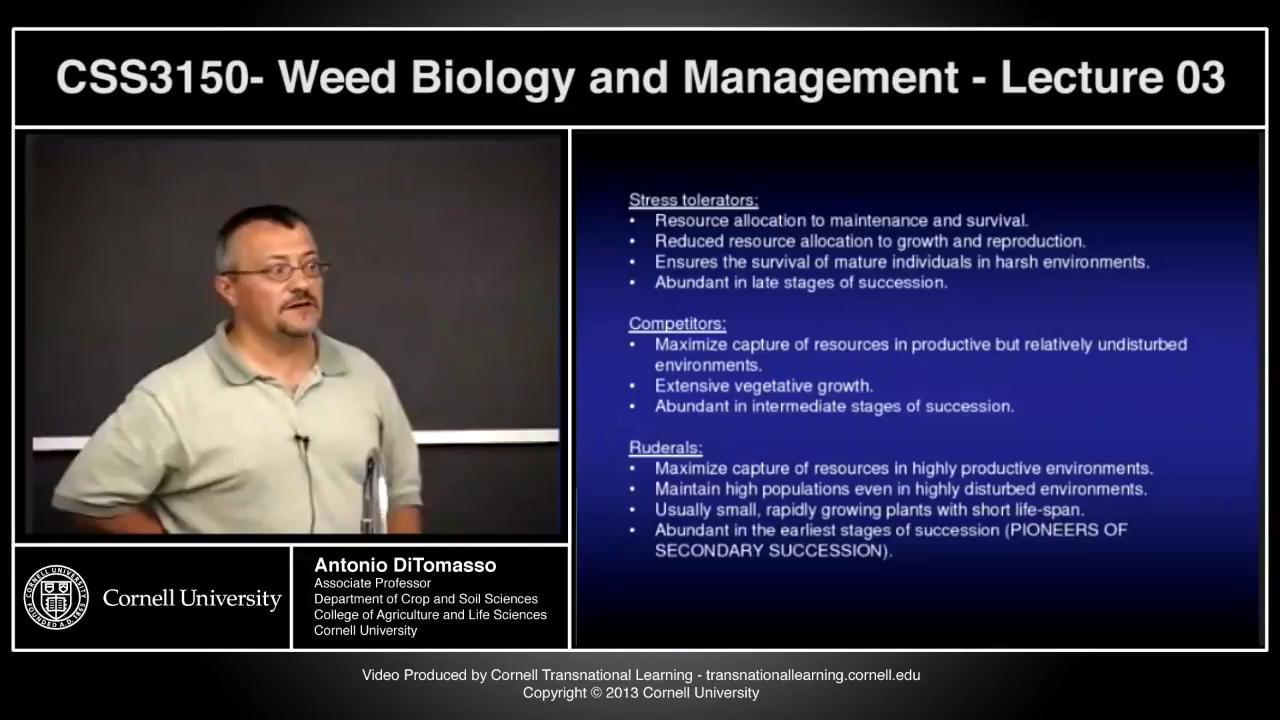 CSS3150- Weed Biology and Management - Lecture 03
Stress tolerators:
• Resource allocation to maintenance and survival.
• Reduced resource allocation to growth and reproduction.
• Ensures the survival of mature individuals in harsh environments.
• Abundant in late stages of succession.
Competitors:
• Maximize capture of resources in productive but relatively undisturbed
environments.
• Extensive vegetative growth.
• Abundant in intermediate stages of succession.
Ruderals:
• Maximize capture of resources in highly productive environments.
• Maintain high populations even in highly disturbed environments.
• Usually small, rapidly growing plants with short life-span.
• Abundant in the earliest stages of succession (PIONEERS OF
SECONDARY SUCCESSION).
Cornell University
Antonio DiTomasso
Associate Professor
Department of Crop and Soil Sciences
College of Agriculture and Life Sciences
Cornell University
Video Produced by Cornell Transnational Learning - transnationallearning.cornell.edu
Copyright © 2013 Cornell University